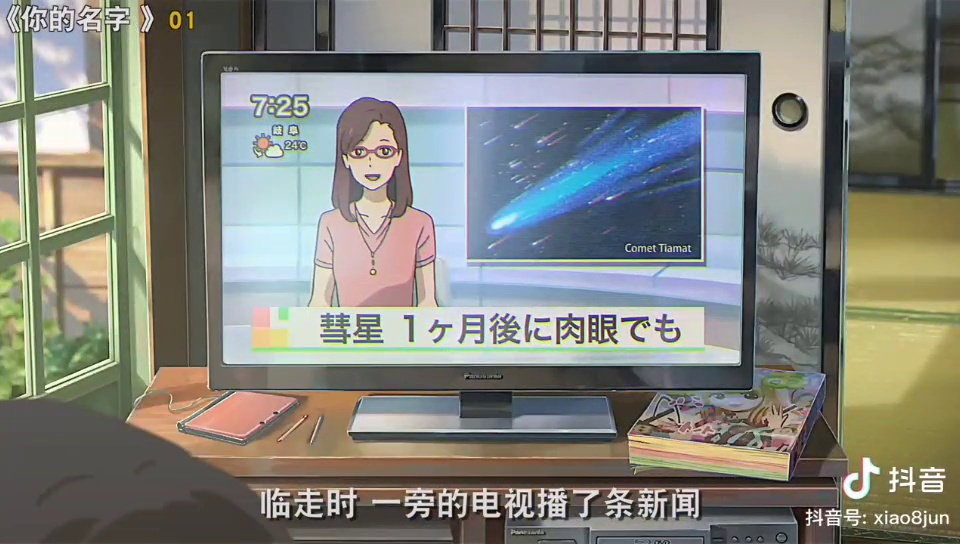 《你的名字 》01
7:25
岐阜
24℃
Comet Tiamat
彗星 1ヶ月後に肉眼でも
Panasonia
临走时 一旁的电视播了条新闻
抖音
抖音号: xiao8jun